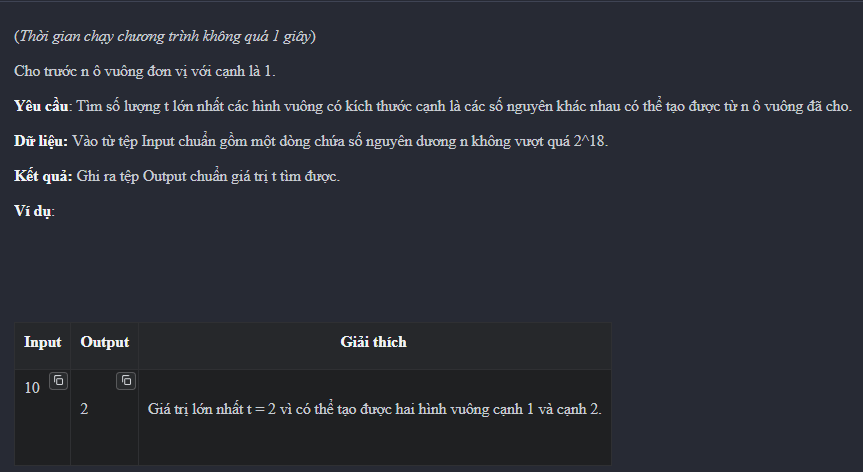 (Thời gian chạy chương trình không quá 1 giây)
Cho trước n ô vuông đơn vị với cạnh là 1.
Yêu cầu: Tìm số lượng t lớn nhất các hình vuông có kích thước cạnh là các số nguyên khác nhau có thể tạo được từ n ô vuông đã cho.
Dữ liệu: Vào từ tệp Input chuẩn gồm một dòng chứa số nguyên dương n không vượt quá 2^18.
Kết quả: Ghi ra tệp Output chuẩn giá trị t tìm được.
Ví dụ:
Input Output Giải thích
10
2 Giá trị lớn nhất t = 2 vì có thể tạo được hai hình vuông cạnh 1 và cạnh 2.